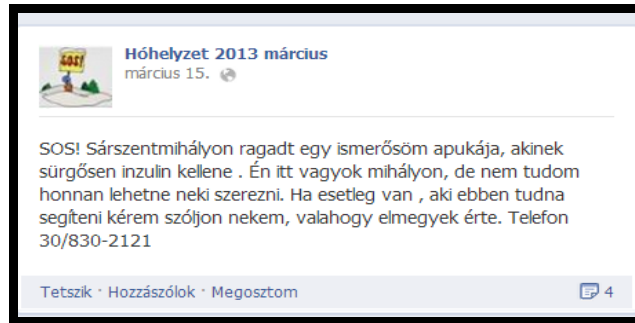 SOS!
Hóhelyzet 2013 március
március 15.
SOS! Sárszentmihályon ragadt egy ismerősöm apukája, akinek
sürgősen inzulin kellene . Én itt vagyok mihályon, de nem tudom
honnan lehetne neki szerezni. Ha esetleg van , aki ebben tudna
segíteni kérem szóljon nekem, valahogy elmegyek érte. Telefon
30/830-2121
Tetszik · Hozzászólok · Megosztom 4